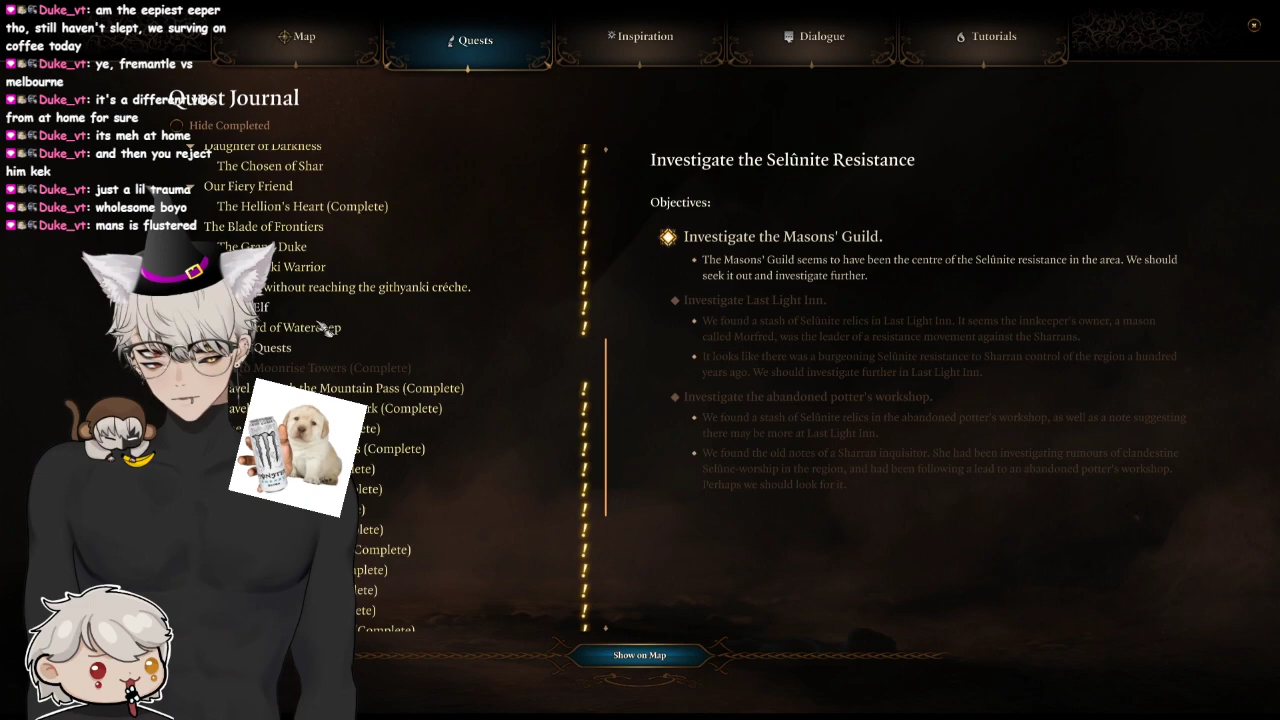 Duke_vt: am the eepiest eeper
tho, still haven't slept, we surving on
coffee today
Duke_vt: ye, fremantle vs
melbourne
Duke_vt: it's a different vibe
from at home for sure
Duke_vt: its meh at home
Duke_vt: and then you reject
him kek
Duke_vt: just a lil trauma
Duke_vt: wholesome boyo
Duke_vt: mans is flustered
Map
Quests
Inspiration
Dialogue
Tutorials
Quest Journal
Hide Completed
Daughter of Darkness
The Chosen of Shar
Our Fiery Friend
The Hellion's Heart (Complete)
The Blade of Frontiers
The Grand Duke
Warrior
without reaching the githyanki crèche.
Elf
rd of Waterdeep
Quests
Moonrise Towers (Complete)
the Mountain Pass (Complete)
(Complete)
(Complete)
Complete)
Complete)
MONSTER
Investigate the Selûnite Resistance
Objectives:
Investigate the Masons' Guild.
The Masons' Guild seems to have been the centre of the Selûnite resistance in the area. We should
seek it out and investigate further.
Investigate Last Light Inn.
We found a stash of Selûnite relics in Last Light Inn. It seems the innkeeper's owner, a mason
called Morfred, was the leader of a resistance movement against the Sharrans.
It looks like there was a burgeoning Selûnite resistance to Sharran control of the region a hundred
years ago. We should investigate further in Last Light Inn.
Investigate the abandoned potter's workshop.
We found a stash of Selûnite relics in the abandoned potter's workshop, as well as a note suggesting
there may be more at Last Light Inn.
We found the old notes of a Sharran inquisitor. She had been investigating rumours of clandestine
Selûne-worship in the region, and had been following a lead to an abandoned potter's workshop.
Perhaps we should look for it.
Show on Map